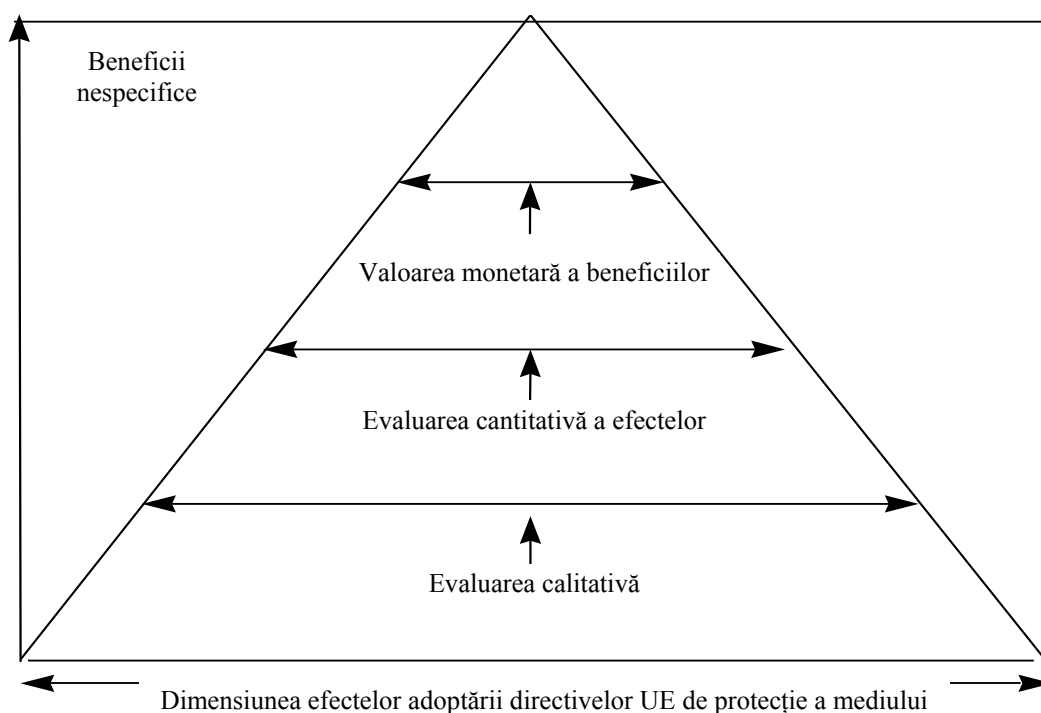 Beneficii
nespecifice
Valoarea monetară a beneficiilor
Evaluarea cantitativă a efectelor
Evaluarea calitativă
Dimensiunea efectelor adoptării directivelor UE de protecție a mediului